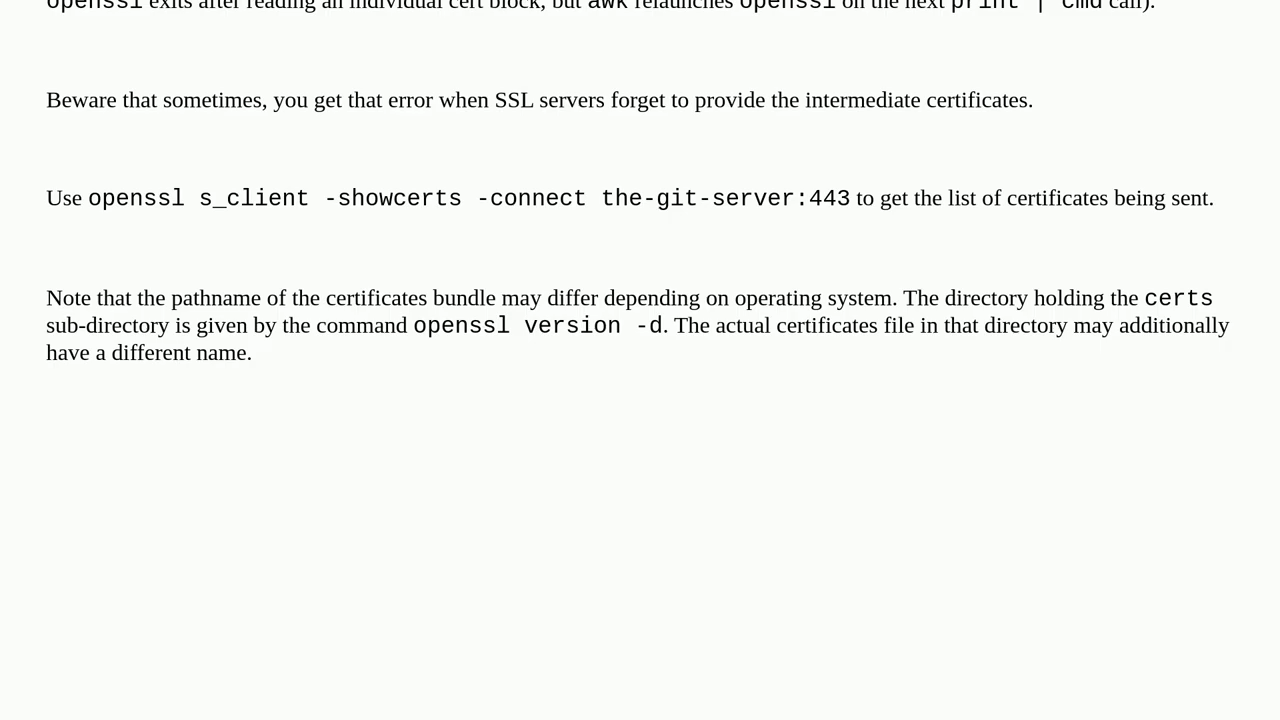 openssl exits after reading an individual cert block, but awk relaunches openssl on the next print | cmd call).
Beware that sometimes, you get that error when SSL servers forget to provide the intermediate certificates.
Use openssl s_client -showcerts -connect the-git-server:443 to get the list of certificates being sent.
Note that the pathname of the certificates bundle may differ depending on operating system. The directory holding the certs
sub-directory is given by the command openssl version -d. The actual certificates file in that directory may additionally
have a different name.